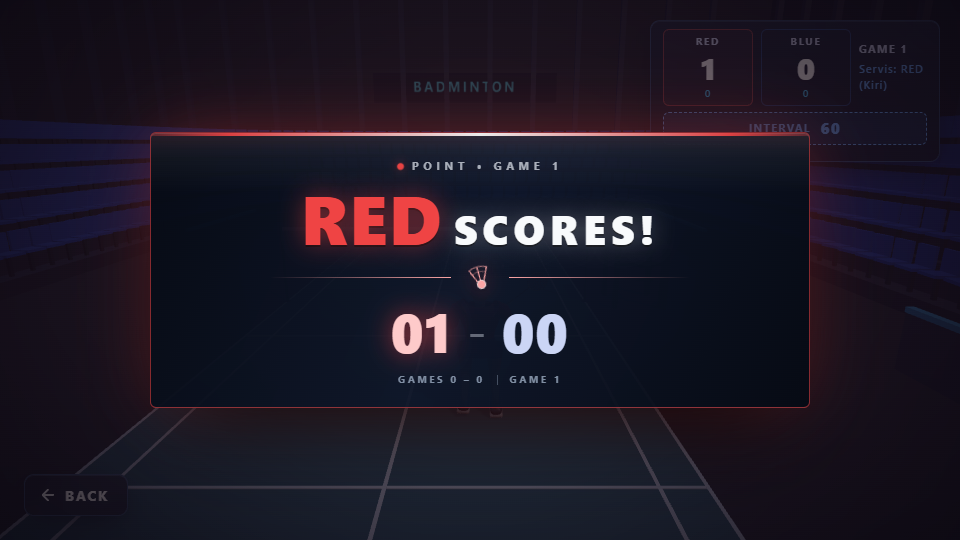 BADMINTON
RED
1
0
BLUE
0
0
GAME 1
Servis: RED
(Kiri)
INTERVAL 60
POINT • GAME 1
RED SCORES!
01 – 00
GAMES 0 – 0 | GAME 1
← BACK